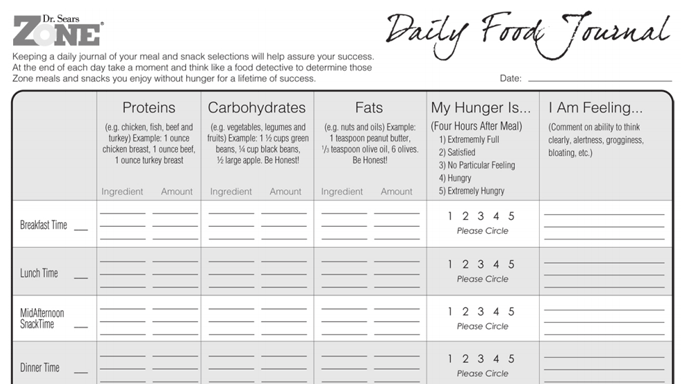 Dr. Sears
ZONE®
Daily Food Journal
Keeping a daily journal of your meal and snack selections will help assure your success.
At the end of each day take a moment and think like a food detective to determine those
Zone meals and snacks you enjoy without hunger for a lifetime of success.
Date:
Proteins
(e.g. chicken, fish, beef and
turkey) Example: 1 ounce
chicken breast, 1 ounce beef,
1 ounce turkey breast
Ingredient Amount
Carbohydrates
(e.g. vegetables, legumes and
fruits) Example: 1 ½ cups green
beans, ¼ cup black beans,
½ large apple. Be Honest!
Ingredient Amount
Fats
(e.g. nuts and oils) Example:
1 teaspoon peanut butter,
⅓ teaspoon olive oil, 6 olives.
Be Honest!
Ingredient Amount
My Hunger Is...
(Four Hours After Meal)
1) Extrememly Full
2) Satisfied
3) No Particular Feeling
4) Hungry
5) Extremely Hungry
I Am Feeling...
(Comment on ability to think
clearly, alertness, grogginess,
bloating, etc.)
Breakfast Time
1 2 3 4 5
Please Circle
Lunch Time
1 2 3 4 5
Please Circle
MidAfternoon
SnackTime
1 2 3 4 5
Please Circle
Dinner Time
1 2 3 4 5
Please Circle